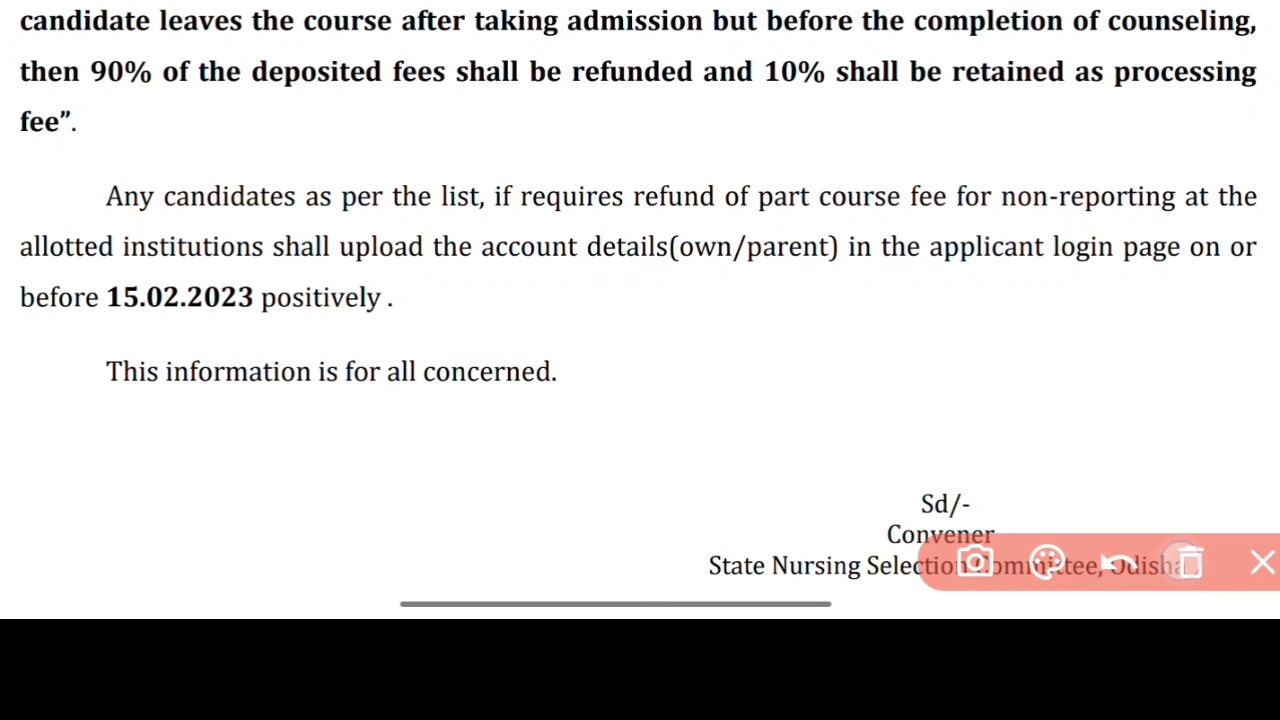 candidate leaves the course after taking admission but before the completion of counseling,
then 90% of the deposited fees shall be refunded and 10% shall be retained as processing
fee”.
Any candidates as per the list, if requires refund of part course fee for non-reporting at the
allotted institutions shall upload the account details(own/parent) in the applicant login page on or
before 15.02.2023 positively .
This information is for all concerned.
Sd/-
Convener
State Nursing Selection Committee, Odisha